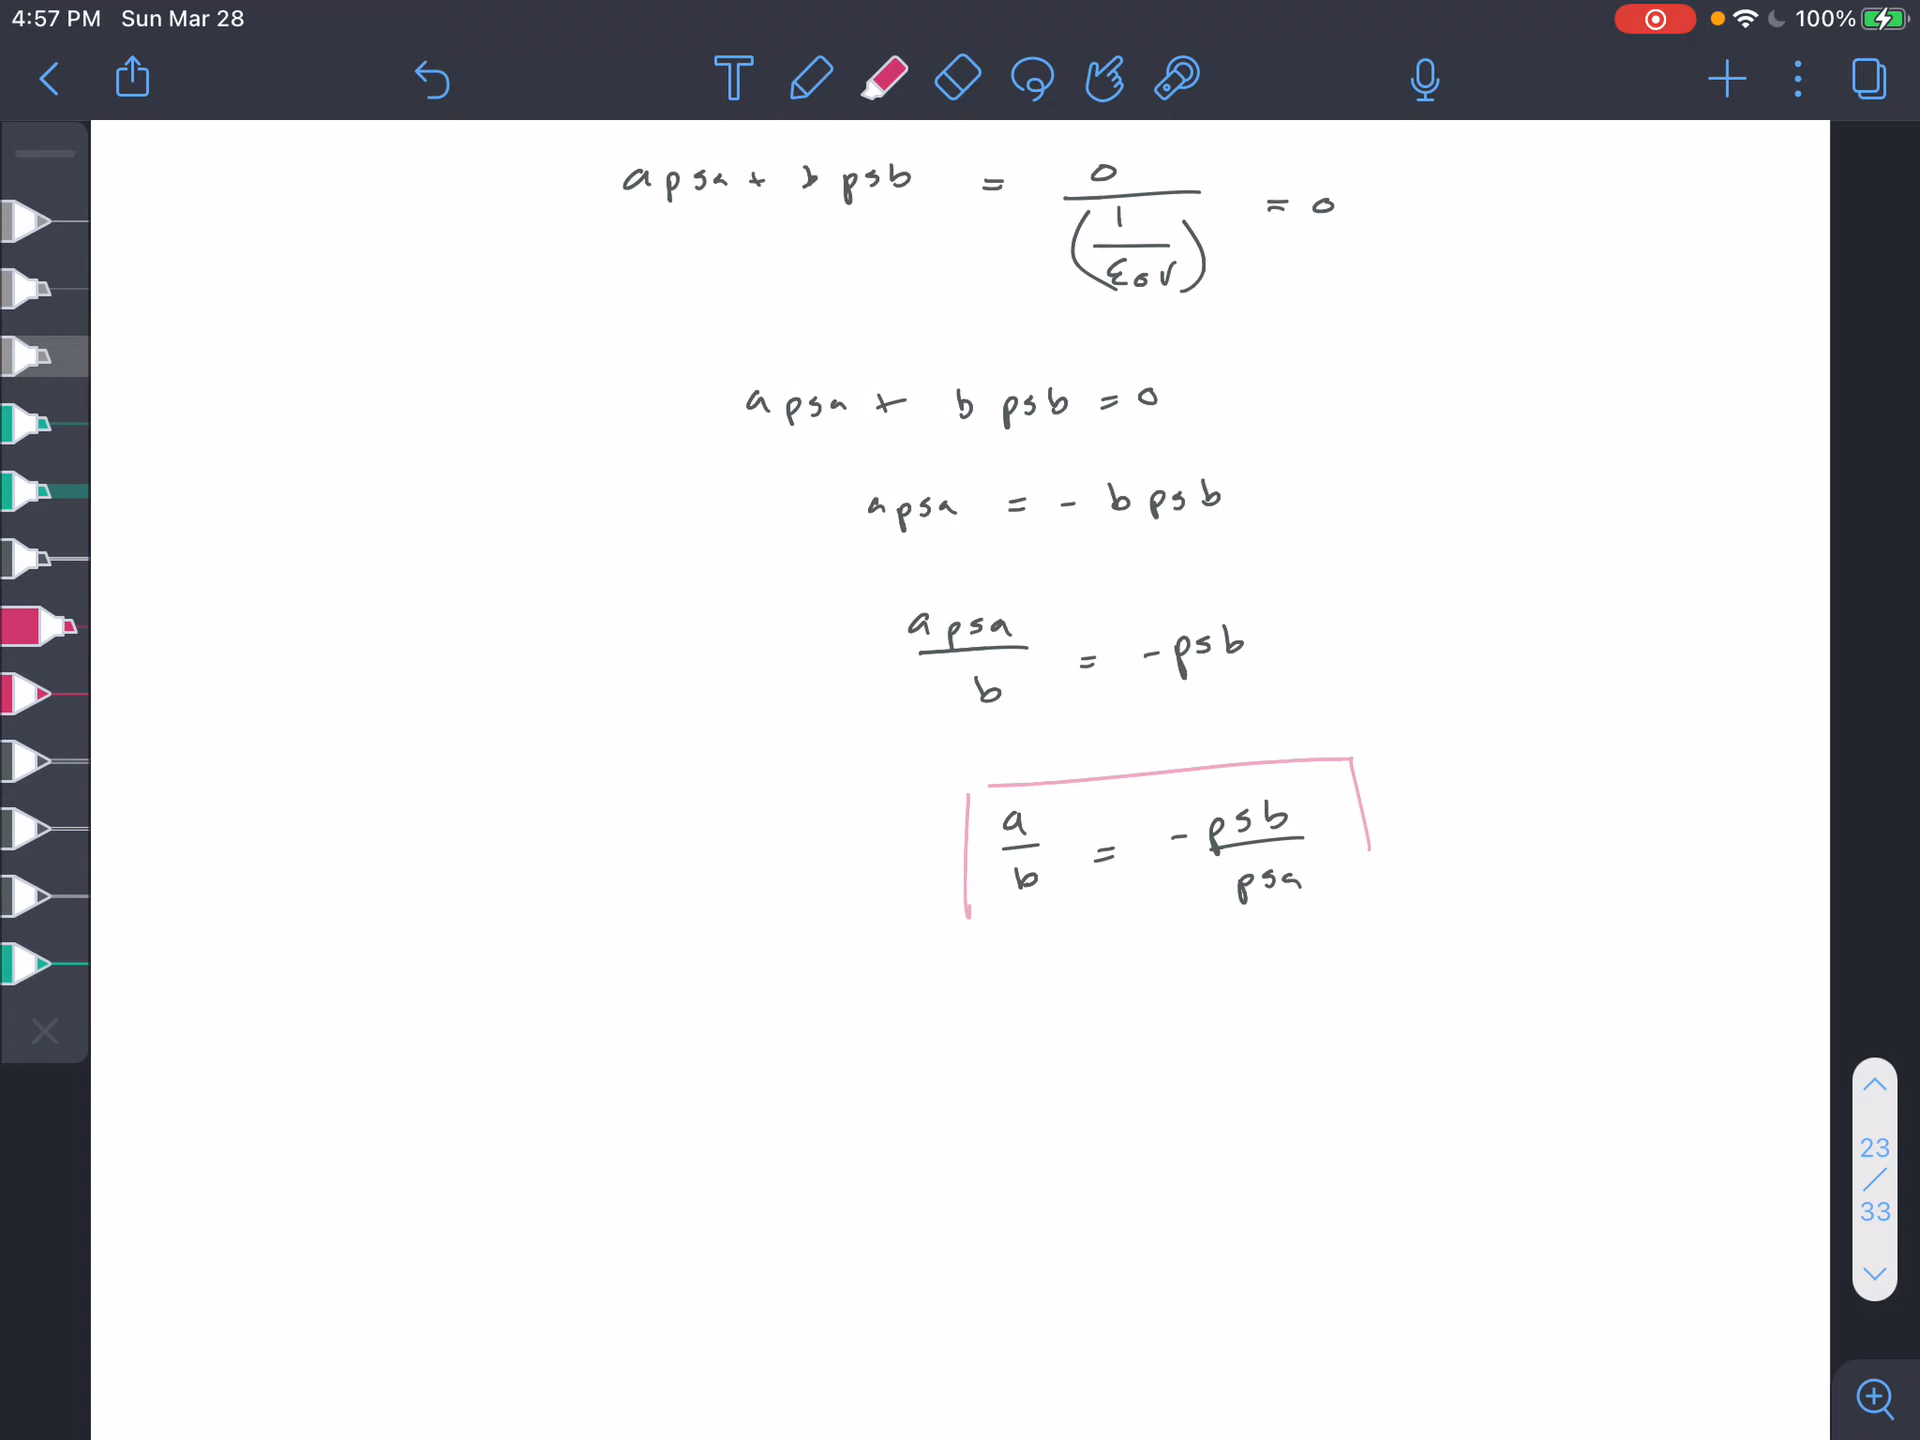 4:57 PM Sun Mar 28
100%
a psa + b psb = 0 / (1 / ε0r) = 0
a psa + b psb = 0
a psa = - b psb
a psa / b = - psb
a / b = - psb / psa
23
/
33